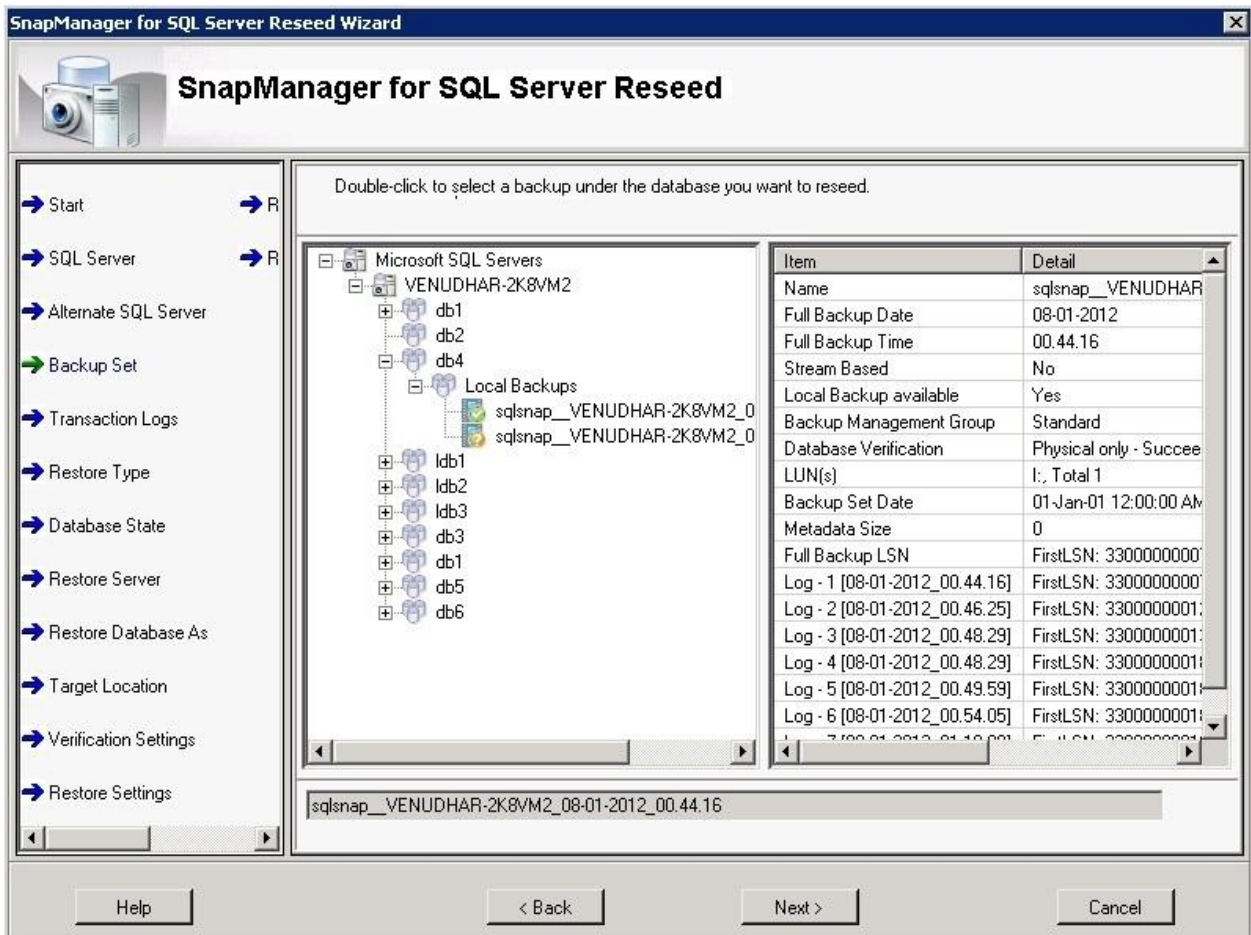 SnapManager for SQL Server Reseed Wizard
SnapManager for SQL Server Reseed
Start
R
SQL Server
R
Alternate SQL Server
Backup Set
Transaction Logs
Restore Type
Database State
Restore Server
Restore Database As
Target Location
Verification Settings
Restore Settings
Double-click to select a backup under the database you want to reseed.
Microsoft SQL Servers
VENUDHAR-2K8VM2
db1
db2
db4
Local Backups
sqlsnap__VENUDHAR-2K8VM2_0
sqlsnap__VENUDHAR-2K8VM2_0
ldb1
ldb2
ldb3
db3
db1
db5
db6
Item Detail
Name sqlsnap__VENUDHAR
Full Backup Date 08-01-2012
Full Backup Time 00.44.16
Stream Based No
Local Backup available Yes
Backup Management Group Standard
Database Verification Physical only - Succee
LUN(s) I:, Total 1
Backup Set Date 01-Jan-01 12:00:00 AM
Metadata Size 0
Full Backup LSN FirstLSN: 3300000000
Log - 1 [08-01-2012_00.44.16] FirstLSN: 3300000000
Log - 2 [08-01-2012_00.46.25] FirstLSN: 33000000001
Log - 3 [08-01-2012_00.48.29] FirstLSN: 33000000001
Log - 4 [08-01-2012_00.48.29] FirstLSN: 33000000001
Log - 5 [08-01-2012_00.49.59] FirstLSN: 33000000001
Log - 6 [08-01-2012_00.54.05] FirstLSN: 33000000001
sqlsnap__VENUDHAR-2K8VM2_08-01-2012_00.44.16
Help
< Back
Next >
Cancel